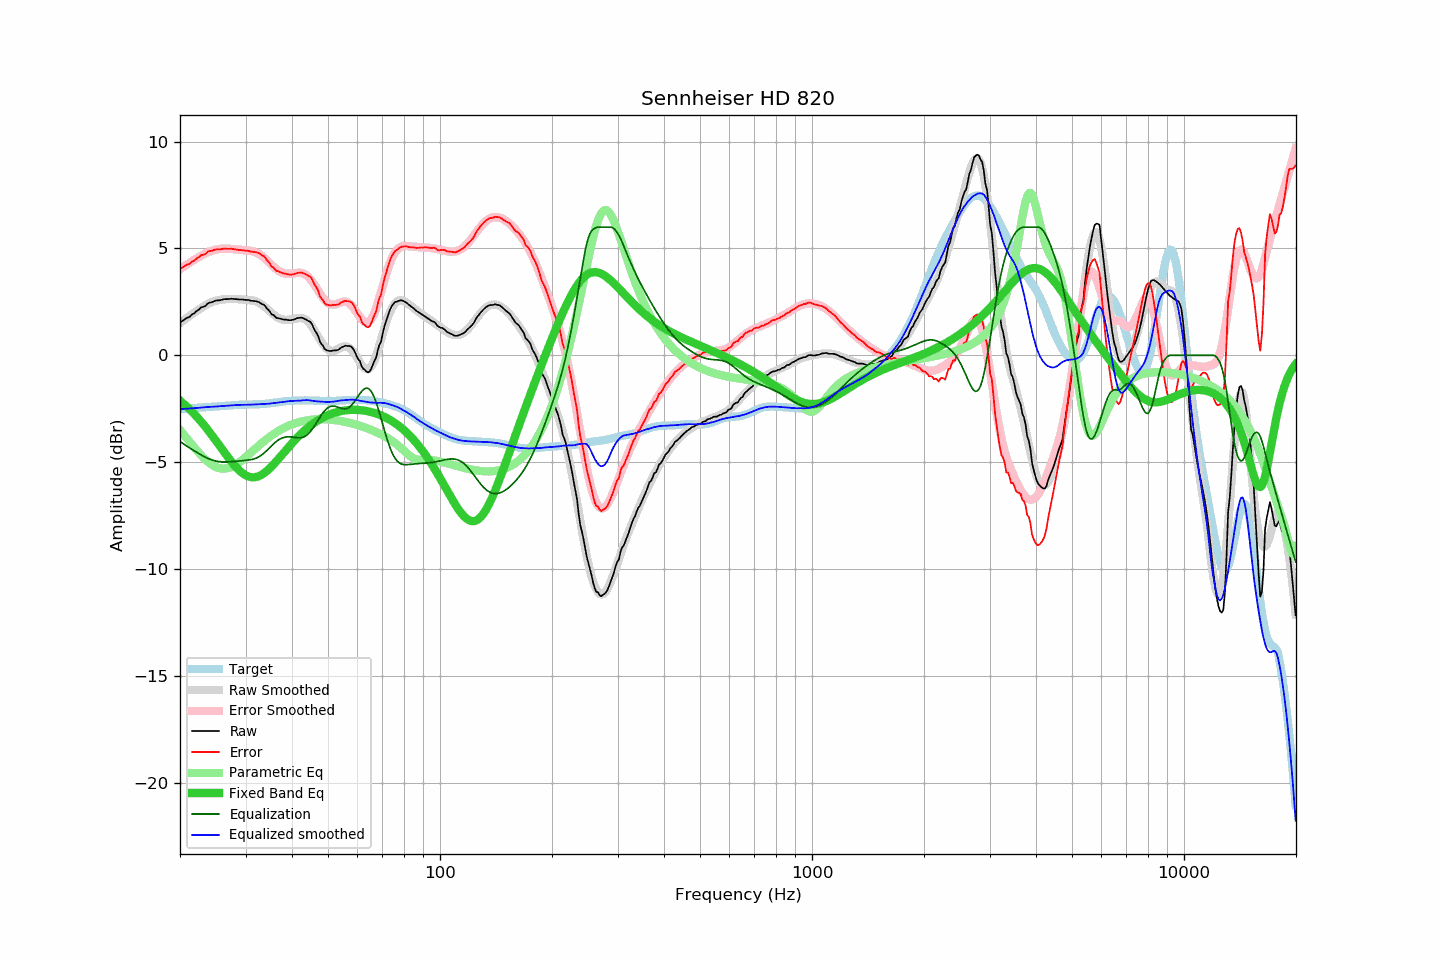 Sennheiser HD 820
Amplitude (dBr)
10
5
0
−5
−10
−15
−20
Target
Raw Smoothed
Error Smoothed
Raw
Error
Parametric Eq
Fixed Band Eq
Equalization
Equalized smoothed
100
1000
10000
Frequency (Hz)